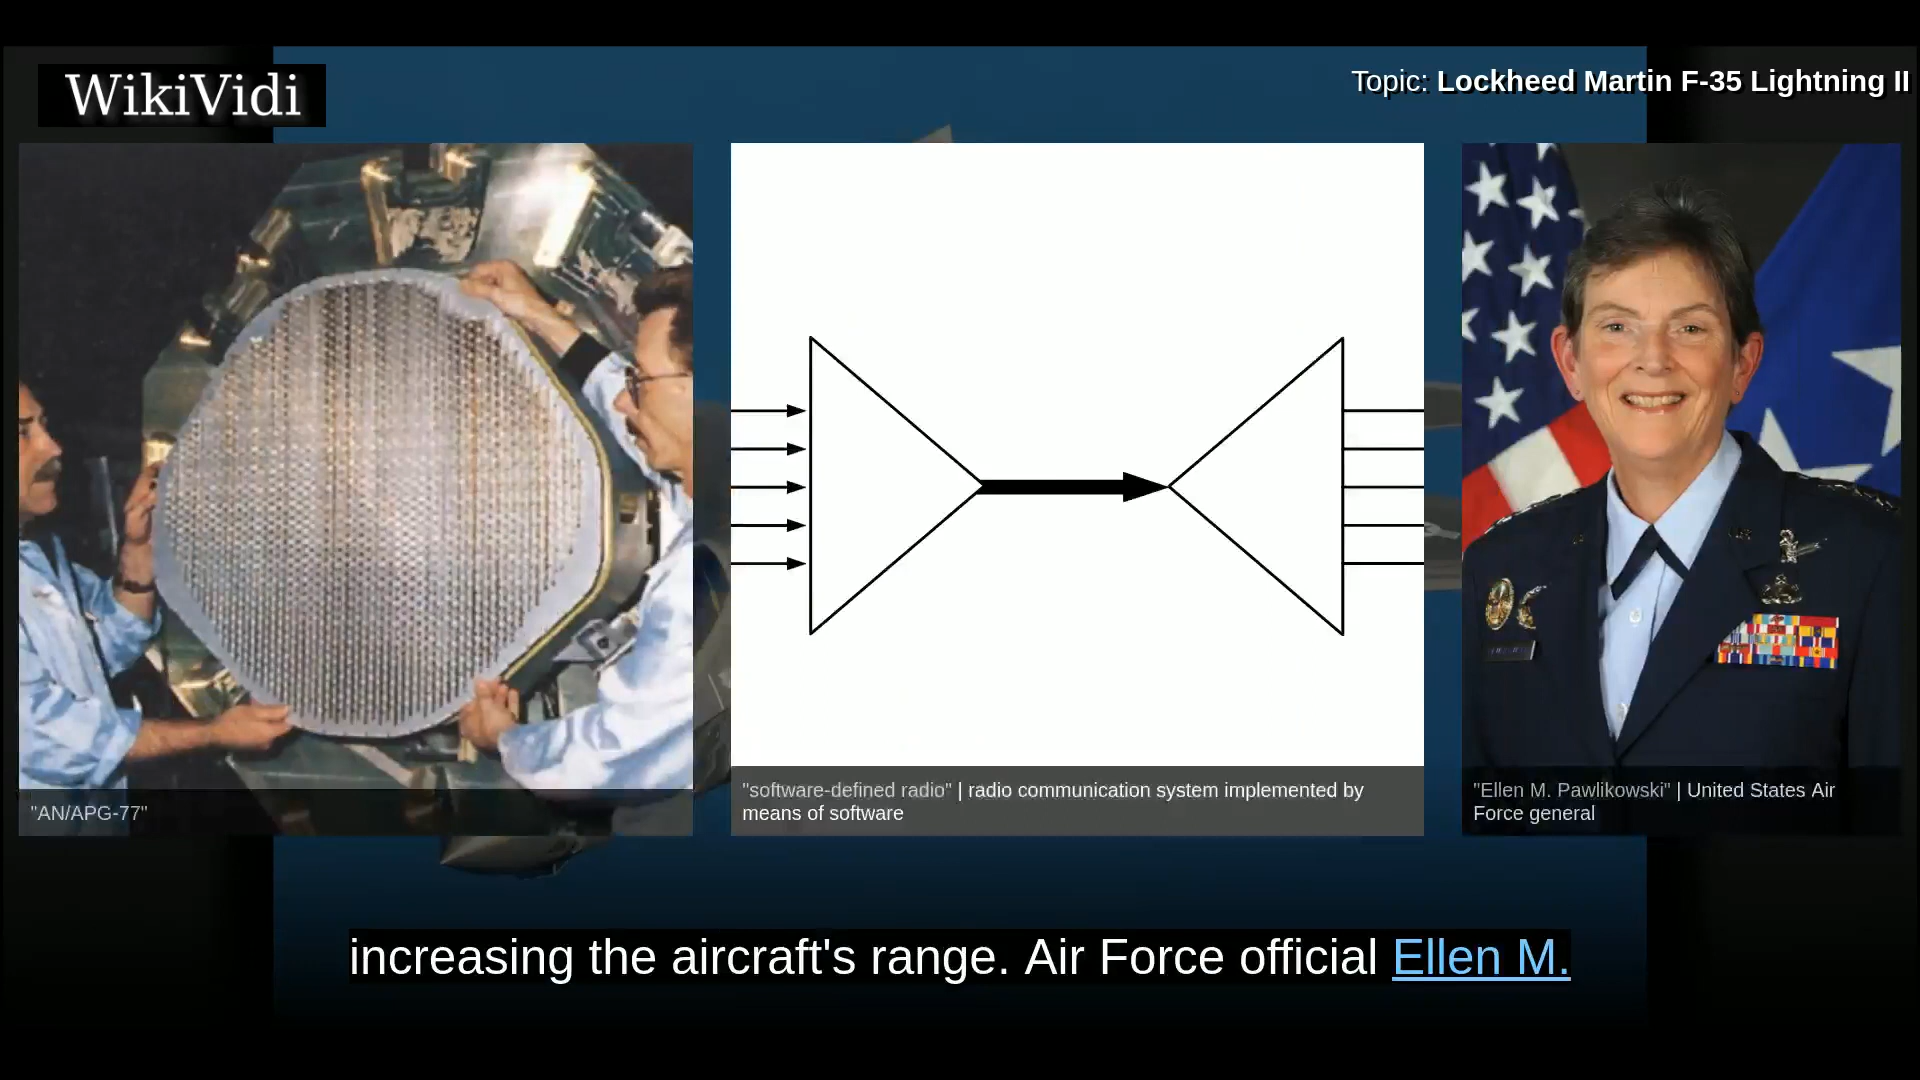 WikiVidi
Topic: Lockheed Martin F-35 Lightning II
"AN/APG-77"
"software-defined radio" | radio communication system implemented by
means of software
"Ellen M. Pawlikowski" | United States Air
Force general
increasing the aircraft's range. Air Force official Ellen M.